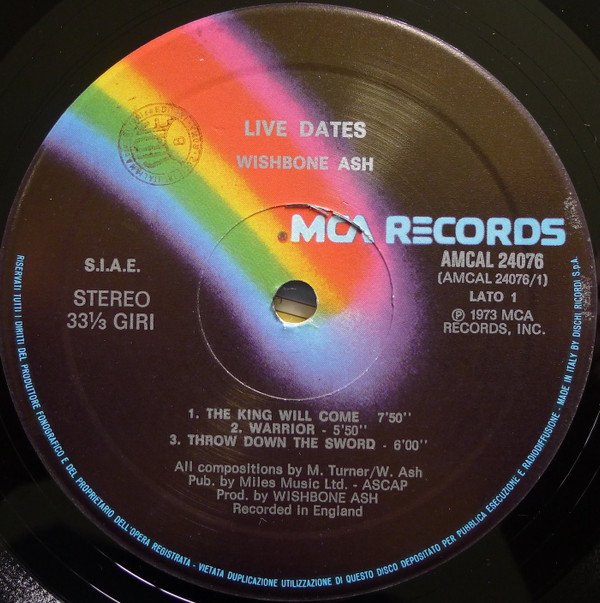 LIVE DATES
WISHBONE ASH
® MCA RECORDS
S.I.A.E.
STEREO
33⅓ GIRI
AMCAL 24076
(AMCAL 24076/1)
LATO 1
Ⓟ 1973 MCA
RECORDS, INC.
1. THE KING WILL COME 7'50''
2. WARRIOR - 5'50''
3. THROW DOWN THE SWORD - 6'00''
All compositions by M. Turner/W. Ash
Pub. by Miles Music Ltd. - ASCAP
Prod. by WISHBONE ASH
Recorded in England
RISERVATI TUTTI I DIRITTI DEL PRODUTTORE FONOGRAFICO E DEL PROPRIETARIO DELL'OPERA REGISTRATA - VIETATA DUPLICAZIONE UTILIZZAZIONE DI QUESTO DISCO DEPOSITATO PER PUBBLICA ESECUZIONE E RADIODIFFUSIONE - MADE IN ITALY BY DISCHI RICORDI S.p.A.